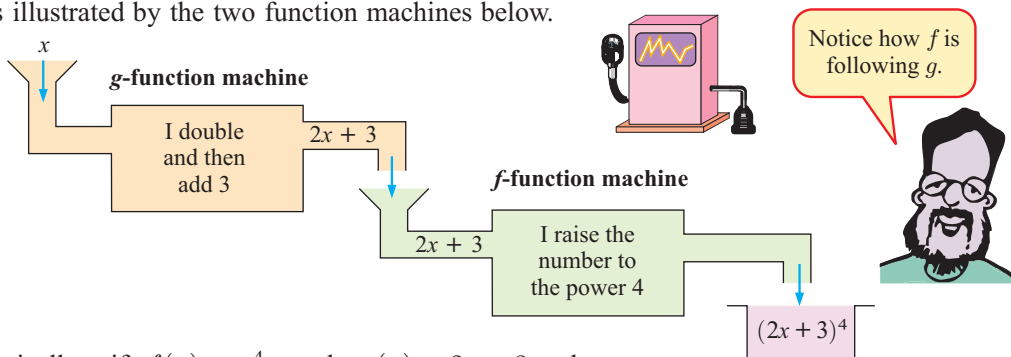 s illustrated by the two function machines below.
x
g-function machine
I double
and then
add 3
2x + 3
Notice how f is
following g.
f-function machine
2x + 3
I raise the
number to
the power 4
(2x + 3)⁴